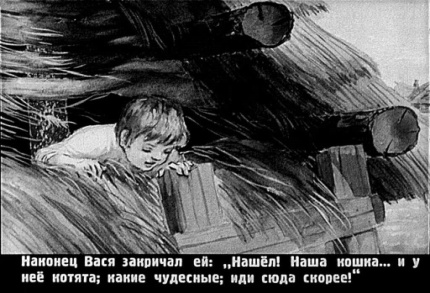 Наконец Вася закричал ей: „Нашёл! Наша кошка... и у
неё котята; какие чудесные; иди сюда скорее!“